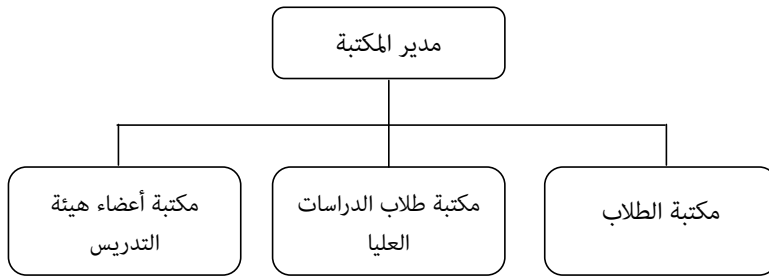 مدير المكتبة
مكتبة الطلاب
مكتبة طلاب الدراسات
العليا
مكتبة أعضاء هيئة
التدريس